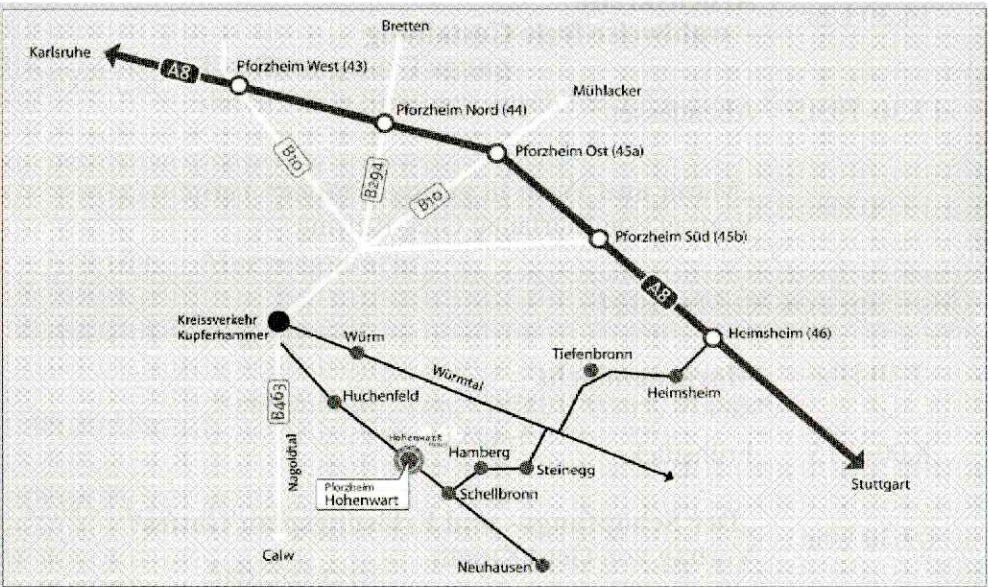 Bretten
Karlsruhe
A8
Pforzheim West (43)
Mühlacker
Pforzheim Nord (44)
Pforzheim Ost (45a)
B10
B294
B10
Pforzheim Süd (45b)
A8
Kreissverkehr
Kupferhammer
Würm
Heimsheim (46)
Tiefenbronn
Würmtal
Heimsheim
B463
Huchenfeld
Nagoldtal
Hohenwart
Hamberg
Steinegg
Pforzheim
Hohenwart
Schellbronn
Stuttgart
Calw
Neuhausen